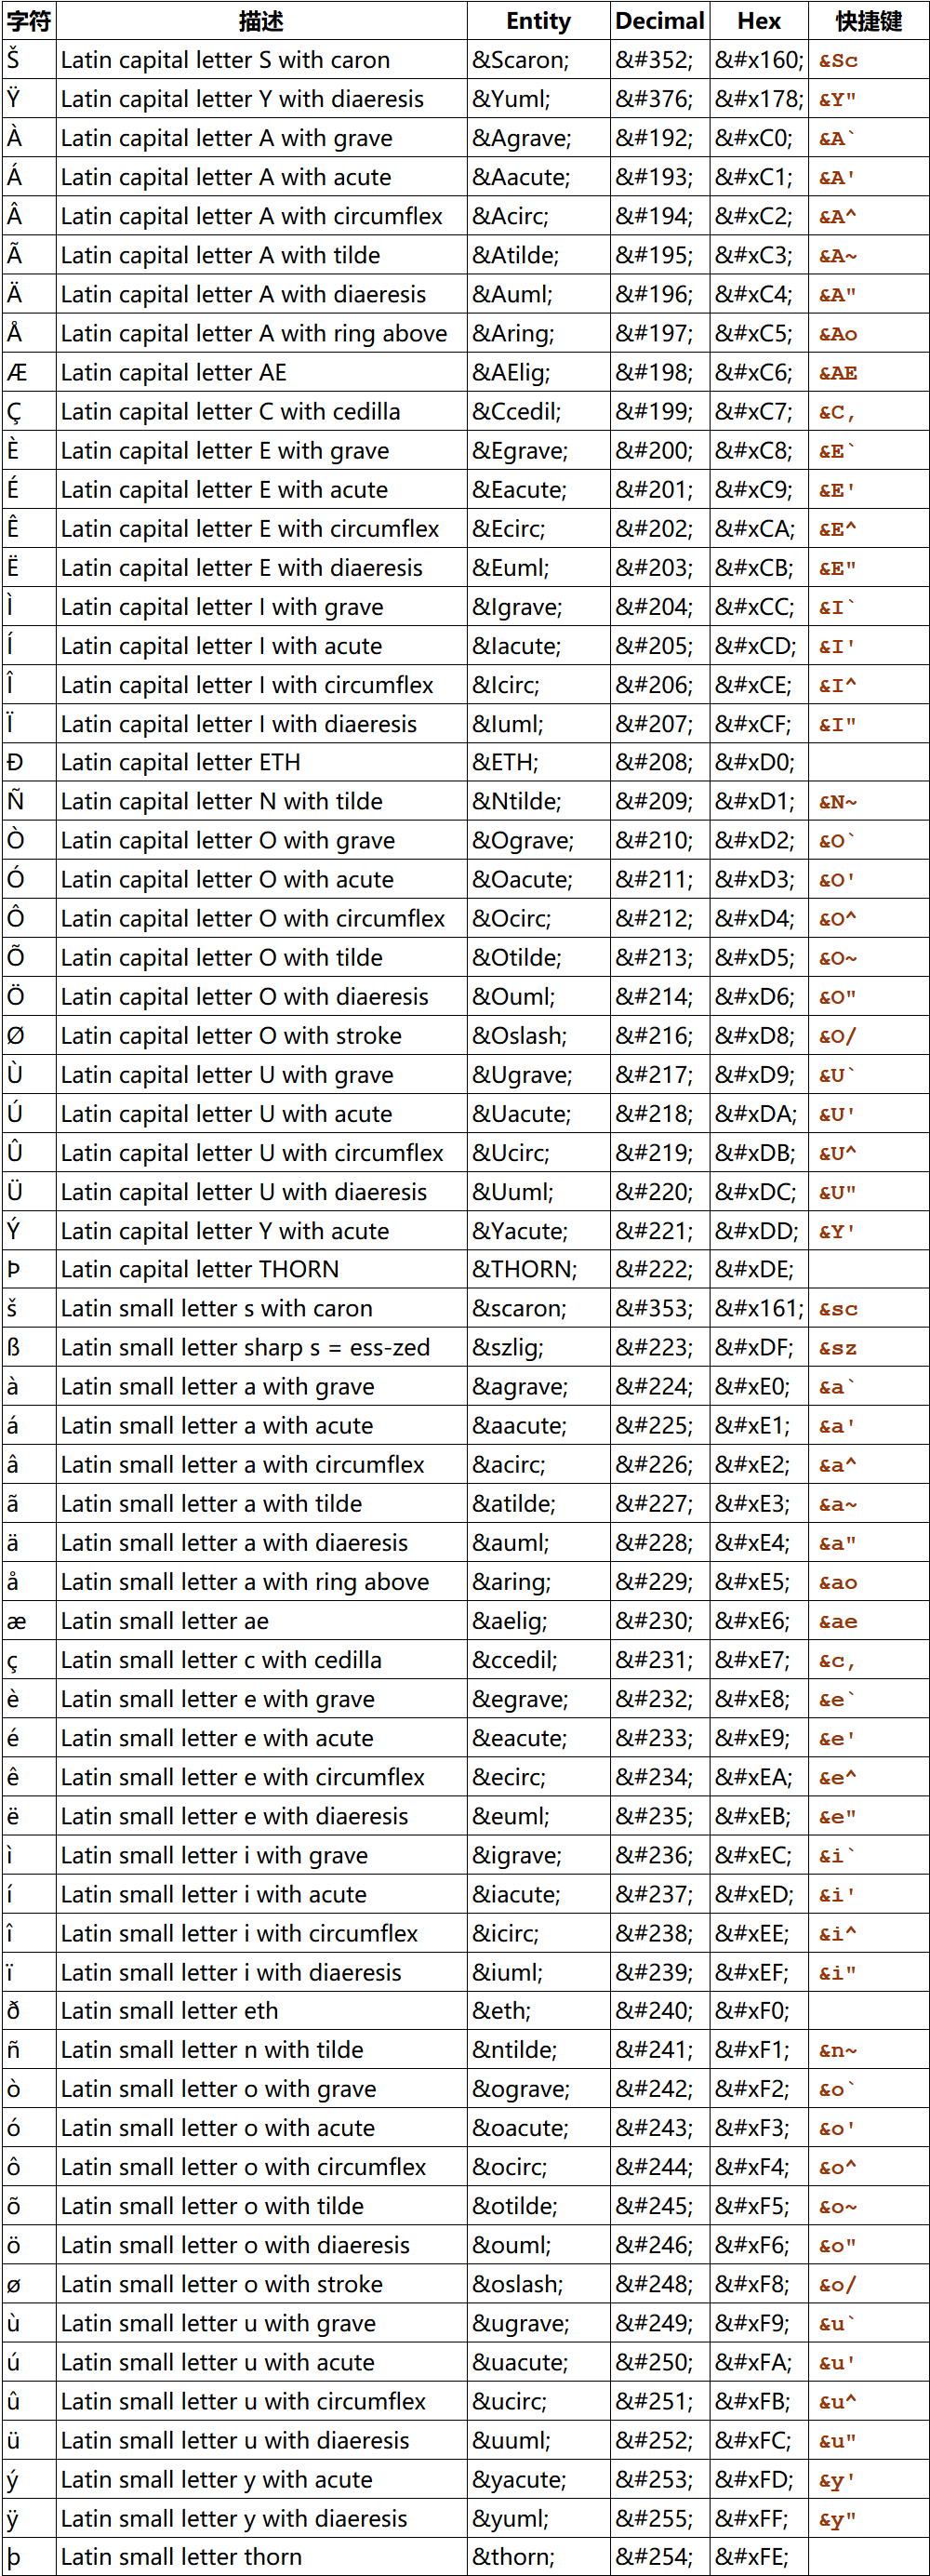 字符 描述 Entity Decimal Hex 快捷键
Š Latin capital letter S with caron &Scaron; &#352; &#x160; &Sc
Ÿ Latin capital letter Y with diaeresis &Yuml; &#376; &#x178; &Y"
À Latin capital letter A with grave &Agrave; &#192; &#xC0; &A`
Á Latin capital letter A with acute &Aacute; &#193; &#xC1; &A'
Â Latin capital letter A with circumflex &Acirc; &#194; &#xC2; &A^
Ã Latin capital letter A with tilde &Atilde; &#195; &#xC3; &A~
Ä Latin capital letter A with diaeresis &Auml; &#196; &#xC4; &A"
Å Latin capital letter A with ring above &Aring; &#197; &#xC5; &Ao
Æ Latin capital letter AE &AElig; &#198; &#xC6; &AE
Ç Latin capital letter C with cedilla &Ccedil; &#199; &#xC7; &C,
È Latin capital letter E with grave &Egrave; &#200; &#xC8; &E`
É Latin capital letter E with acute &Eacute; &#201; &#xC9; &E'
Ê Latin capital letter E with circumflex &Ecirc; &#202; &#xCA; &E^
Ë Latin capital letter E with diaeresis &Euml; &#203; &#xCB; &E"
Ì Latin capital letter I with grave &Igrave; &#204; &#xCC; &I`
Í Latin capital letter I with acute &Iacute; &#205; &#xCD; &I'
Î Latin capital letter I with circumflex &Icirc; &#206; &#xCE; &I^
Ï Latin capital letter I with diaeresis &Iuml; &#207; &#xCF; &I"
Ð Latin capital letter ETH &ETH; &#208; &#xD0;
Ñ Latin capital letter N with tilde &Ntilde; &#209; &#xD1; &N~
Ò Latin capital letter O with grave &Ograve; &#210; &#xD2; &O`
Ó Latin capital letter O with acute &Oacute; &#211; &#xD3; &O'
Ô Latin capital letter O with circumflex &Ocirc; &#212; &#xD4; &O^
Õ Latin capital letter O with tilde &Otilde; &#213; &#xD5; &O~
Ö Latin capital letter O with diaeresis &Ouml; &#214; &#xD6; &O"
Ø Latin capital letter O with stroke &Oslash; &#216; &#xD8; &O/
Ù Latin capital letter U with grave &Ugrave; &#217; &#xD9; &U`
Ú Latin capital letter U with acute &Uacute; &#218; &#xDA; &U'
Û Latin capital letter U with circumflex &Ucirc; &#219; &#xDB; &U^
Ü Latin capital letter U with diaeresis &Uuml; &#220; &#xDC; &U"
Ý Latin capital letter Y with acute &Yacute; &#221; &#xDD; &Y'
Þ Latin capital letter THORN &THORN; &#222; &#xDE;
š Latin small letter s with caron &scaron; &#353; &#x161; &sc
ß Latin small letter sharp s = ess-zed &szlig; &#223; &#xDF; &sz
à Latin small letter a with grave &agrave; &#224; &#xE0; &a`
á Latin small letter a with acute &aacute; &#225; &#xE1; &a'
â Latin small letter a with circumflex &acirc; &#226; &#xE2; &a^
ã Latin small letter a with tilde &atilde; &#227; &#xE3; &a~
ä Latin small letter a with diaeresis &auml; &#228; &#xE4; &a"
å Latin small letter a with ring above &aring; &#229; &#xE5; &ao
æ Latin small letter ae &aelig; &#230; &#xE6; &ae
ç Latin small letter c with cedilla &ccedil; &#231; &#xE7; &c,
è Latin small letter e with grave &egrave; &#232; &#xE8; &e`
é Latin small letter e with acute &eacute; &#233; &#xE9; &e'
ê Latin small letter e with circumflex &ecirc; &#234; &#xEA; &e^
ë Latin small letter e with diaeresis &euml; &#235; &#xEB; &e"
ì Latin small letter i with grave &igrave; &#236; &#xEC; &i`
í Latin small letter i with acute &iacute; &#237; &#xED; &i'
î Latin small letter i with circumflex &icirc; &#238; &#xEE; &i^
ï Latin small letter i with diaeresis &iuml; &#239; &#xEF; &i"
ð Latin small letter eth &eth; &#240; &#xF0;
ñ Latin small letter n with tilde &ntilde; &#241; &#xF1; &n~
ò Latin small letter o with grave &ograve; &#242; &#xF2; &o`
ó Latin small letter o with acute &oacute; &#243; &#xF3; &o'
ô Latin small letter o with circumflex &ocirc; &#244; &#xF4; &o^
õ Latin small letter o with tilde &otilde; &#245; &#xF5; &o~
ö Latin small letter o with diaeresis &ouml; &#246; &#xF6; &o"
ø Latin small letter o with stroke &oslash; &#248; &#xF8; &o/
ù Latin small letter u with grave &ugrave; &#249; &#xF9; &u`
ú Latin small letter u with acute &uacute; &#250; &#xFA; &u'
û Latin small letter u with circumflex &ucirc; &#251; &#xFB; &u^
ü Latin small letter u with diaeresis &uuml; &#252; &#xFC; &u"
ý Latin small letter y with acute &yacute; &#253; &#xFD; &y'
ÿ Latin small letter y with diaeresis &yuml; &#255; &#xFF; &y"
þ Latin small letter thorn &thorn; &#254; &#xFE;